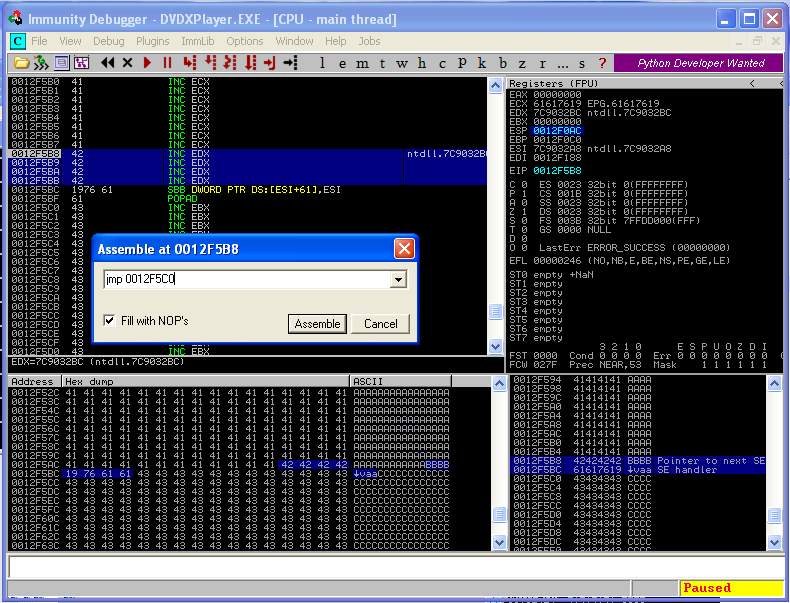 Immunity Debugger - DVDXPlayer.EXE - [CPU - main thread]
C File View Debug Plugins ImmLib Options Window Help Jobs
l e m t w h c P k b z r ... s ? Python Developer Wanted
0012F5B0 41 INC ECX
0012F5B1 41 INC ECX
0012F5B2 41 INC ECX
0012F5B3 41 INC ECX
0012F5B4 41 INC ECX
0012F5B5 41 INC ECX
0012F5B6 41 INC ECX
0012F5B7 41 INC ECX
0012F5B8 42 INC EDX ntdll.7C9032B
0012F5B9 42 INC EDX
0012F5BA 42 INC EDX
0012F5BB 42 INC EDX
0012F5BC 1976 61 SBB DWORD PTR DS:[ESI+61],ESI
0012F5BF 61 POPAD
0012F5C0 43 INC EBX
0012F5C1 43 INC EBX
0012F5C2 43 INC EBX
0012F5C3 43
0012F5C4 43
0012F5C5 43
0012F5C6 43
0012F5C7 43
0012F5C8 43
0012F5C9 43
0012F5CA 43
0012F5CB 43
0012F5CC 43
0012F5CD 43
0012F5CE 43
0012F5CF 43
0012F5D0 43 INC EBX
EDX=7C9032BC (ntdll.7C9032BC)
Registers (FPU) < <
EAX 00000000
ECX 61617619 EPG.61617619
EDX 7C9032BC ntdll.7C9032BC
EBX 00000000
ESP 0012F0AC
EBP 0012F0C0
ESI 7C9032A8 ntdll.7C9032A8
EDI 0012F188
EIP 0012F5B8
C 0 ES 0023 32bit 0(FFFFFFFF)
P 1 CS 001B 32bit 0(FFFFFFFF)
A 0 SS 0023 32bit 0(FFFFFFFF)
Z 1 DS 0023 32bit 0(FFFFFFFF)
S 0 FS 003B 32bit 7FFDD000(FFF)
T 0 GS 0000 NULL
D 0
O 0 LastErr ERROR_SUCCESS (00000000)
EFL 00000246 (NO,NB,E,BE,NS,PE,GE,LE)
ST0 empty +NaN
ST1 empty
ST2 empty
ST3 empty
ST4 empty
ST5 empty
ST6 empty
ST7 empty
3 2 1 0 E S P U O Z D I
FST 0000 Cond 0 0 0 0 Err 0 0 0 0 0 0 0 0
FCW 027F Prec NEAR,53 Mask 1 1 1 1 1 1
Assemble at 0012F5B8
jmp 0012F5C0
Fill with NOP's
Assemble
Cancel
Address Hex dump ASCII
0012F52C 41 41 41 41 41 41 41 41 41 41 41 41 41 41 41 41 AAAAAAAAAAAAAAAA
0012F53C 41 41 41 41 41 41 41 41 41 41 41 41 41 41 41 41 AAAAAAAAAAAAAAAA
0012F54C 41 41 41 41 41 41 41 41 41 41 41 41 41 41 41 41 AAAAAAAAAAAAAAAA
0012F55C 41 41 41 41 41 41 41 41 41 41 41 41 41 41 41 41 AAAAAAAAAAAAAAAA
0012F56C 41 41 41 41 41 41 41 41 41 41 41 41 41 41 41 41 AAAAAAAAAAAAAAAA
0012F57C 41 41 41 41 41 41 41 41 41 41 41 41 41 41 41 41 AAAAAAAAAAAAAAAA
0012F58C 41 41 41 41 41 41 41 41 41 41 41 41 41 41 41 41 AAAAAAAAAAAAAAAA
0012F59C 41 41 41 41 41 41 41 41 41 41 41 41 41 41 41 41 AAAAAAAAAAAAAAAA
0012F5AC 41 41 41 41 41 41 41 41 41 41 41 41 42 42 42 42 AAAAAAAAAAAABBBB
0012F5BC 19 76 61 61 43 43 43 43 43 43 43 43 43 43 43 43 ↓vaaCCCCCCCCCCCC
0012F5CC 43 43 43 43 43 43 43 43 43 43 43 43 43 43 43 43 CCCCCCCCCCCCCCCC
0012F5DC 43 43 43 43 43 43 43 43 43 43 43 43 43 43 43 43 CCCCCCCCCCCCCCCC
0012F5EC 43 43 43 43 43 43 43 43 43 43 43 43 43 43 43 43 CCCCCCCCCCCCCCCC
0012F5FC 43 43 43 43 43 43 43 43 43 43 43 43 43 43 43 43 CCCCCCCCCCCCCCCC
0012F60C 43 43 43 43 43 43 43 43 43 43 43 43 43 43 43 43 CCCCCCCCCCCCCCCC
0012F61C 43 43 43 43 43 43 43 43 43 43 43 43 43 43 43 43 CCCCCCCCCCCCCCCC
0012F62C 43 43 43 43 43 43 43 43 43 43 43 43 43 43 43 43 CCCCCCCCCCCCCCCC
0012F63C 43 43 43 43 43 43 43 43 43 43 43 43 43 43 43 43 CCCCCCCCCCCCCCCC
0012F594 41414141 AAAA
0012F598 41414141 AAAA
0012F59C 41414141 AAAA
0012F5A0 41414141 AAAA
0012F5A4 41414141 AAAA
0012F5A8 41414141 AAAA
0012F5AC 41414141 AAAA
0012F5B0 41414141 AAAA
0012F5B4 41414141 AAAA
0012F5B8 42424242 BBBB Pointer to next SE
0012F5BC 61617619 ↓vaa SE handler
0012F5C0 43434343 CCCC
0012F5C4 43434343 CCCC
0012F5C8 43434343 CCCC
0012F5CC 43434343 CCCC
0012F5D0 43434343 CCCC
0012F5D4 43434343 CCCC
0012F5D8 43434343 CCCC
0012F5DC 43434343 CCCC
0012F5E0 43434343 CCCC
Paused